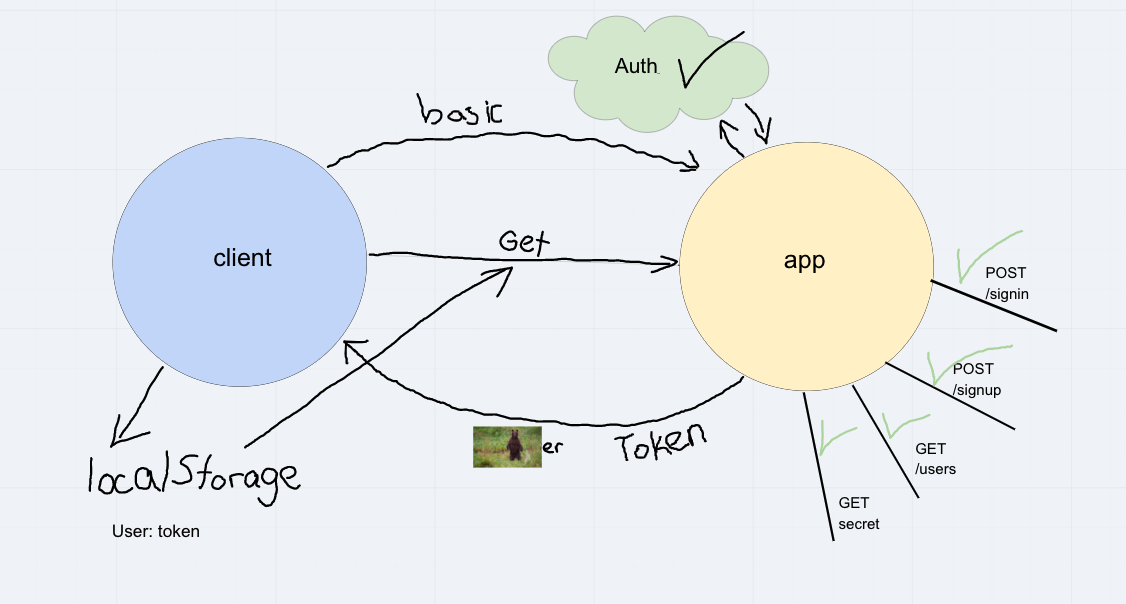 Auth
basic
client
Get
app
POST
/signin
POST
/signup
GET
/users
GET
secret
er
Token
localStorage
User: token